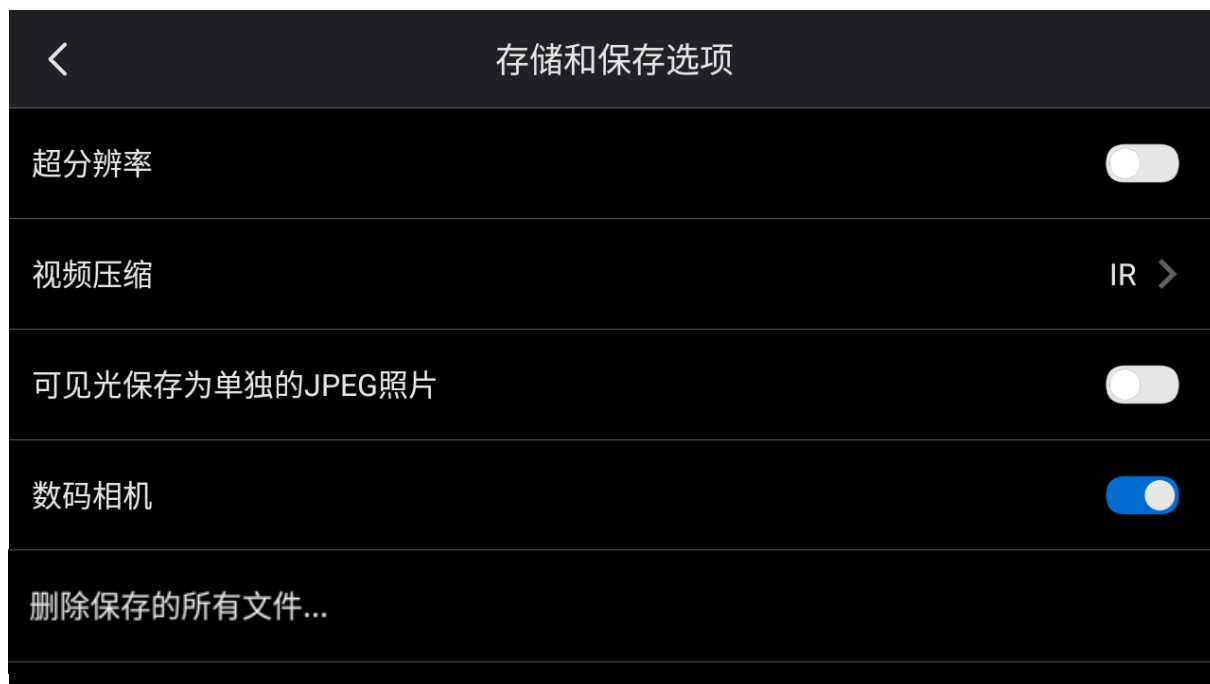 存储和保存选项
超分辨率
视频压缩 IR
可见光保存为单独的JPEG照片
数码相机
删除保存的所有文件...